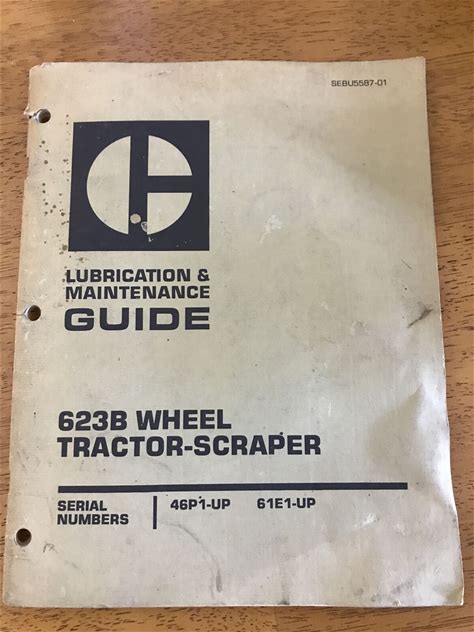 SEBU5587-01
LUBRICATION &
MAINTENANCE
GUIDE
623B WHEEL
TRACTOR-SCRAPER
SERIAL NUMBERS
46P1-UP 61E1-UP